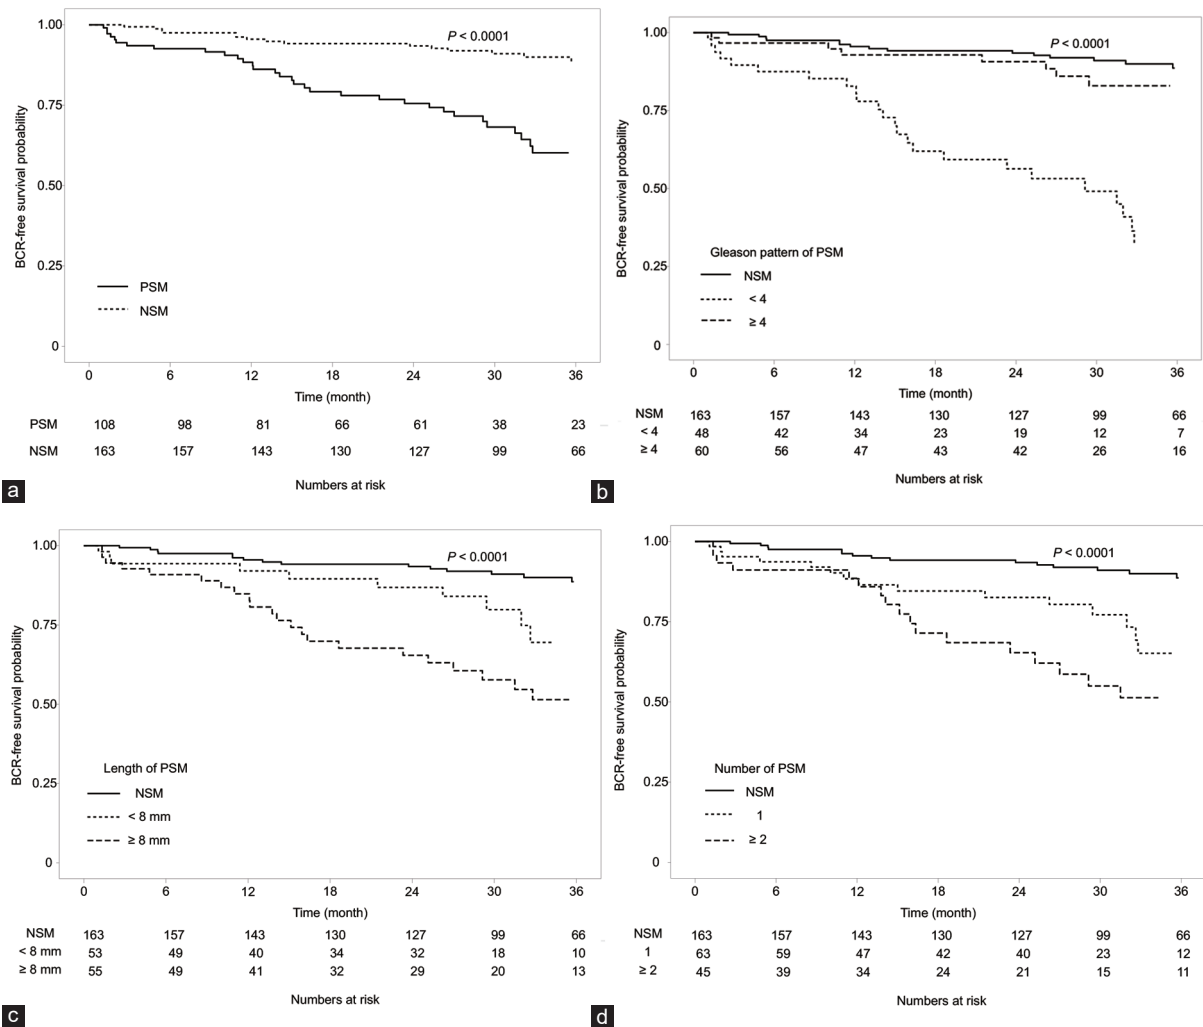 1.00
0.75
0.50
0.25
0
BCR-free survival probability
P < 0.0001
PSM
NSM
0 6 12 18 24 30 36
Time (month)
PSM 108 98 81 66 61 38 23
NSM 163 157 143 130 127 99 66
Numbers at risk
a
1.00
0.75
0.50
0.25
0
BCR-free survival probability
P < 0.0001
Gleason pattern of PSM
NSM
< 4
≥ 4
0 6 12 18 24 30 36
Time (month)
NSM 163 157 143 130 127 99 66
< 4 48 42 34 23 19 12 7
≥ 4 60 56 47 43 42 26 16
Numbers at risk
b
1.00
0.75
0.50
0.25
0
BCR-free survival probability
P < 0.0001
Length of PSM
NSM
< 8 mm
≥ 8 mm
0 6 12 18 24 30 36
Time (month)
NSM 163 157 143 130 127 99 66
< 8 mm 53 49 40 34 32 18 10
≥ 8 mm 55 49 41 32 29 20 13
Numbers at risk
c
1.00
0.75
0.50
0.25
0
BCR-free survival probability
P < 0.0001
Number of PSM
NSM
1
≥ 2
0 6 12 18 24 30 36
Time (month)
NSM 163 157 143 130 127 99 66
1 63 59 47 42 40 23 12
≥ 2 45 39 34 24 21 15 11
Numbers at risk
d